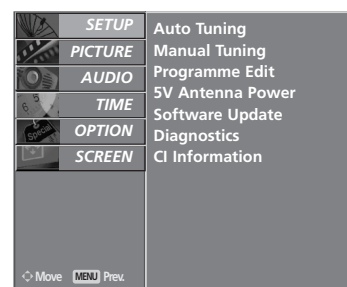 SETUP
PICTURE
AUDIO
TIME
OPTION
SCREEN
Auto Tuning
Manual Tuning
Programme Edit
5V Antenna Power
Software Update
Diagnostics
CI Information
Move MENU Prev.